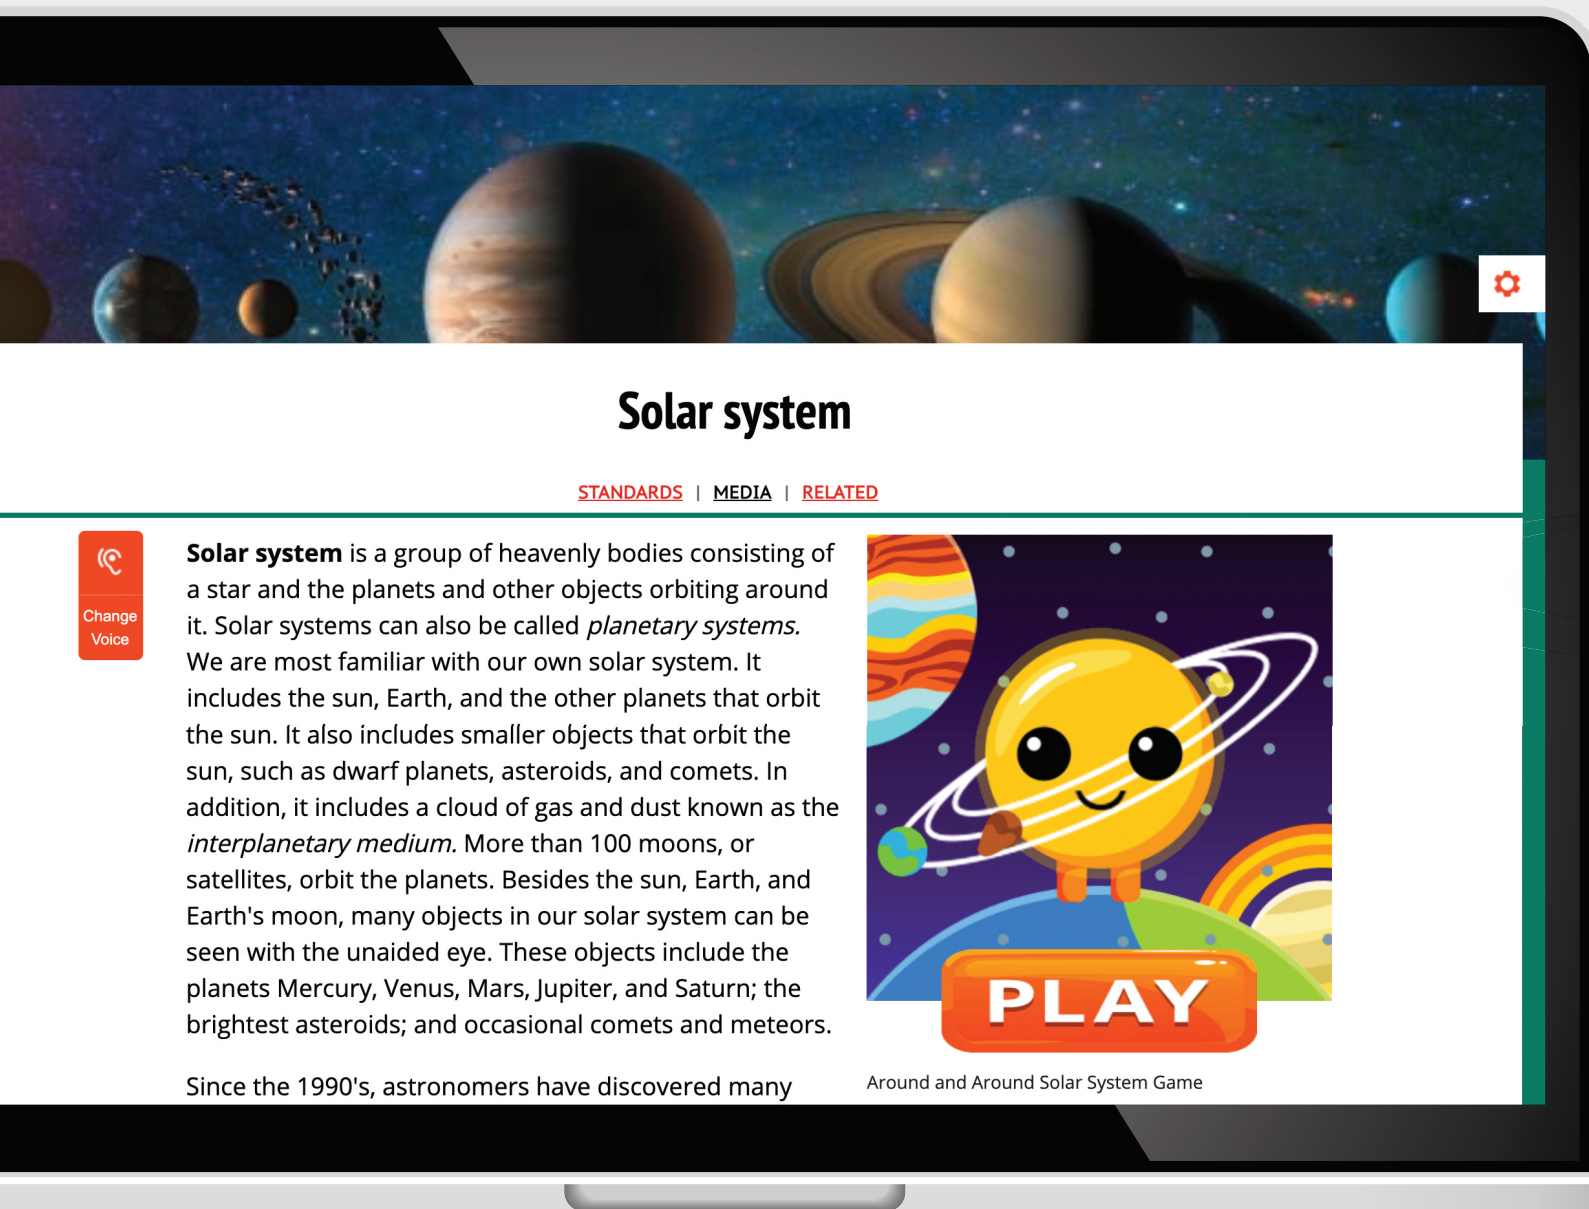 Solar system
STANDARDS | MEDIA | RELATED
Change
Voice
Solar system is a group of heavenly bodies consisting of
a star and the planets and other objects orbiting around
it. Solar systems can also be called planetary systems.
We are most familiar with our own solar system. It
includes the sun, Earth, and the other planets that orbit
the sun. It also includes smaller objects that orbit the
sun, such as dwarf planets, asteroids, and comets. In
addition, it includes a cloud of gas and dust known as the
interplanetary medium. More than 100 moons, or
satellites, orbit the planets. Besides the sun, Earth, and
Earth's moon, many objects in our solar system can be
seen with the unaided eye. These objects include the
planets Mercury, Venus, Mars, Jupiter, and Saturn; the
brightest asteroids; and occasional comets and meteors.
Since the 1990's, astronomers have discovered many
PLAY
Around and Around Solar System Game